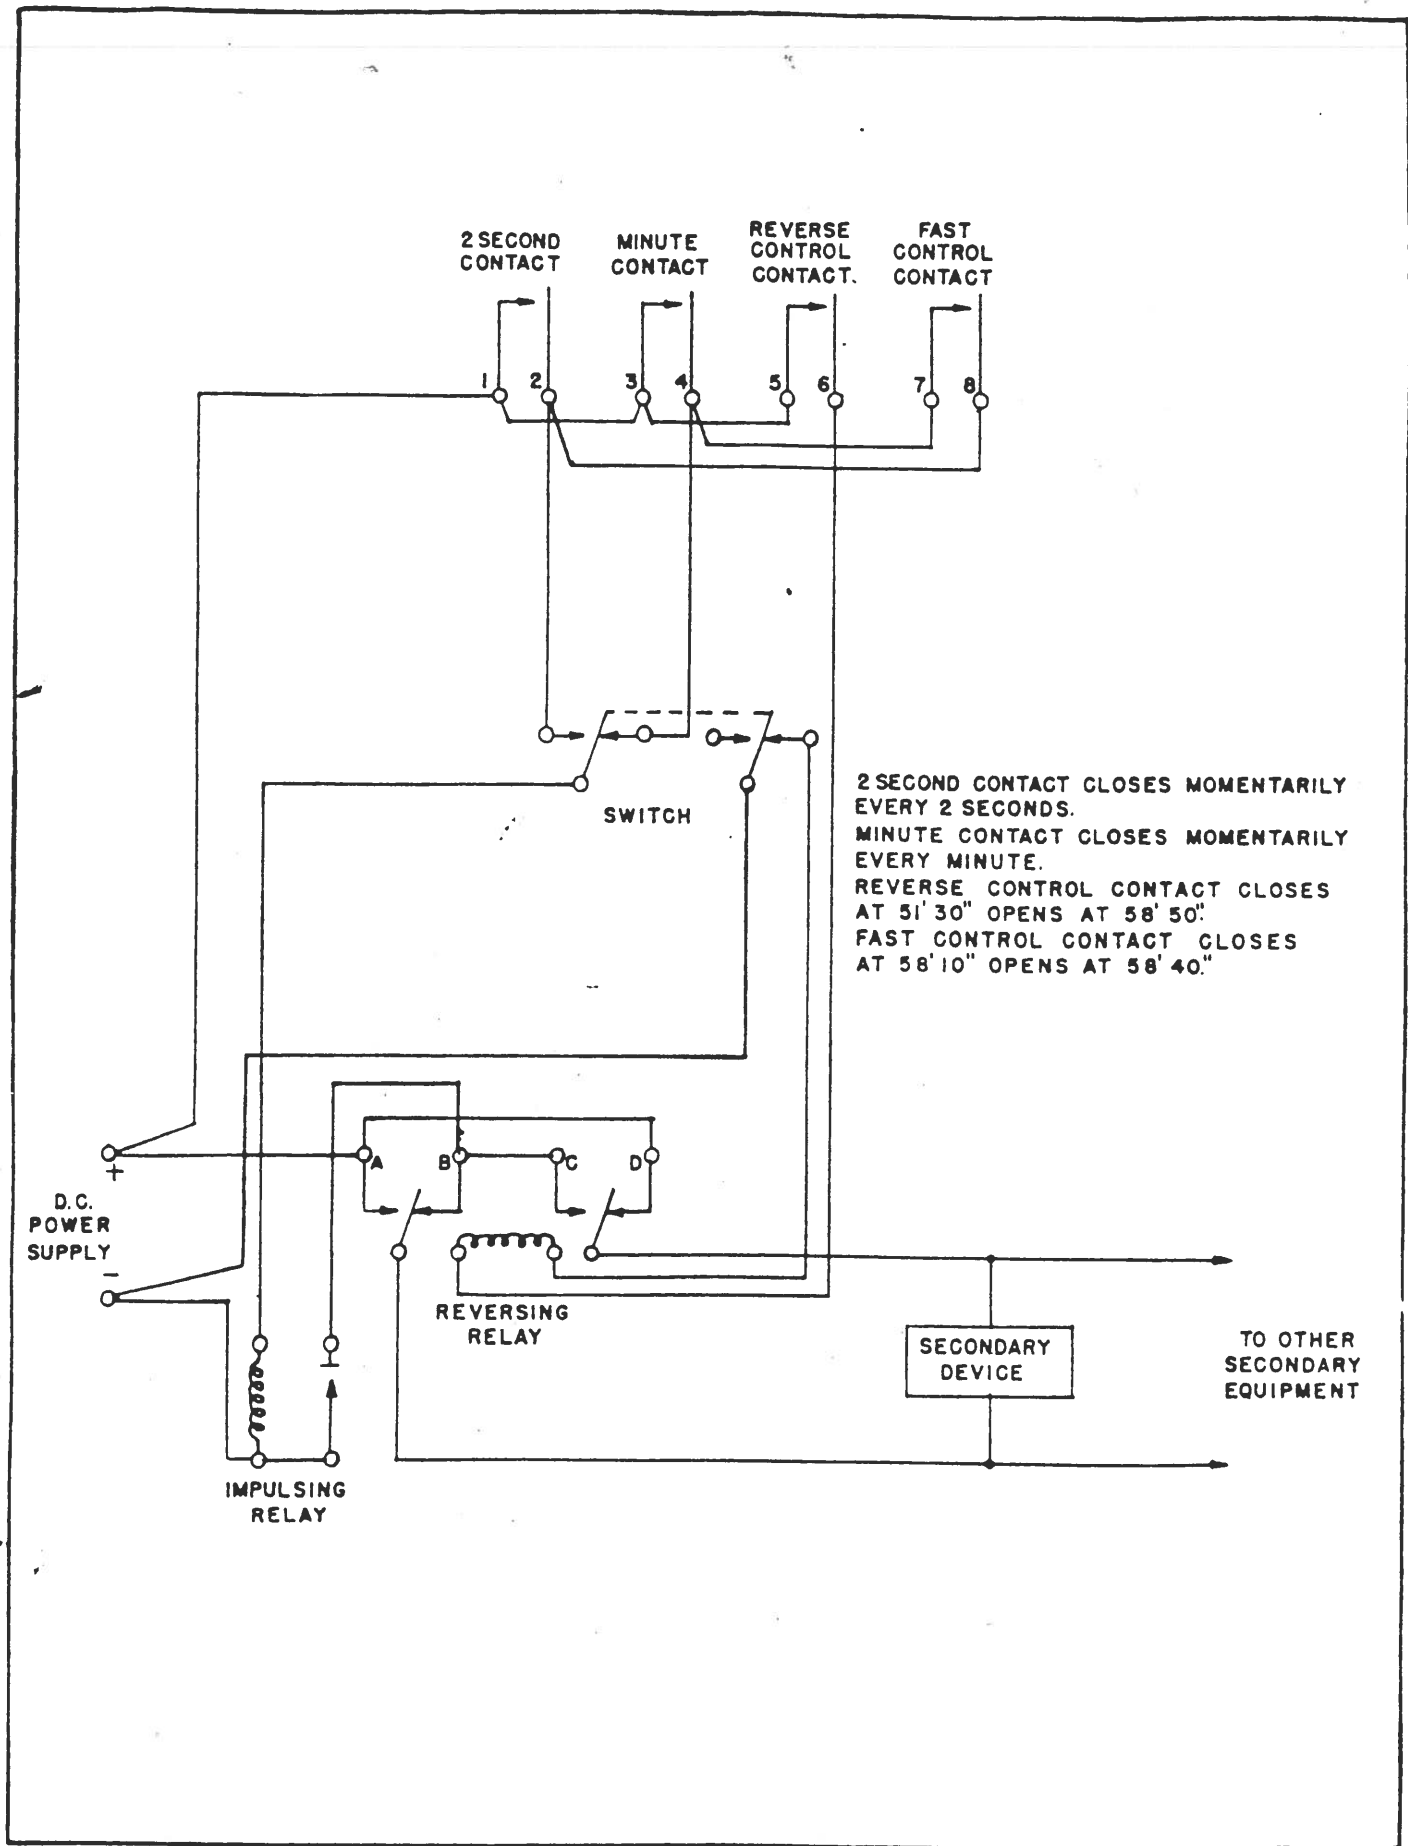 2 SECOND
CONTACT
MINUTE
CONTACT
REVERSE
CONTROL
CONTACT.
FAST
CONTROL
CONTACT
1 2 3 4 5 6 7 8
SWITCH
2 SECOND CONTACT CLOSES MOMENTARILY
EVERY 2 SECONDS.
MINUTE CONTACT CLOSES MOMENTARILY
EVERY MINUTE.
REVERSE CONTROL CONTACT CLOSES
AT 51' 30" OPENS AT 58' 50".
FAST CONTROL CONTACT CLOSES
AT 58' 10" OPENS AT 58' 40."
A B C D
+
D.C.
POWER
SUPPLY
-
REVERSING
RELAY
SECONDARY
DEVICE
TO OTHER
SECONDARY
EQUIPMENT
IMPULSING
RELAY